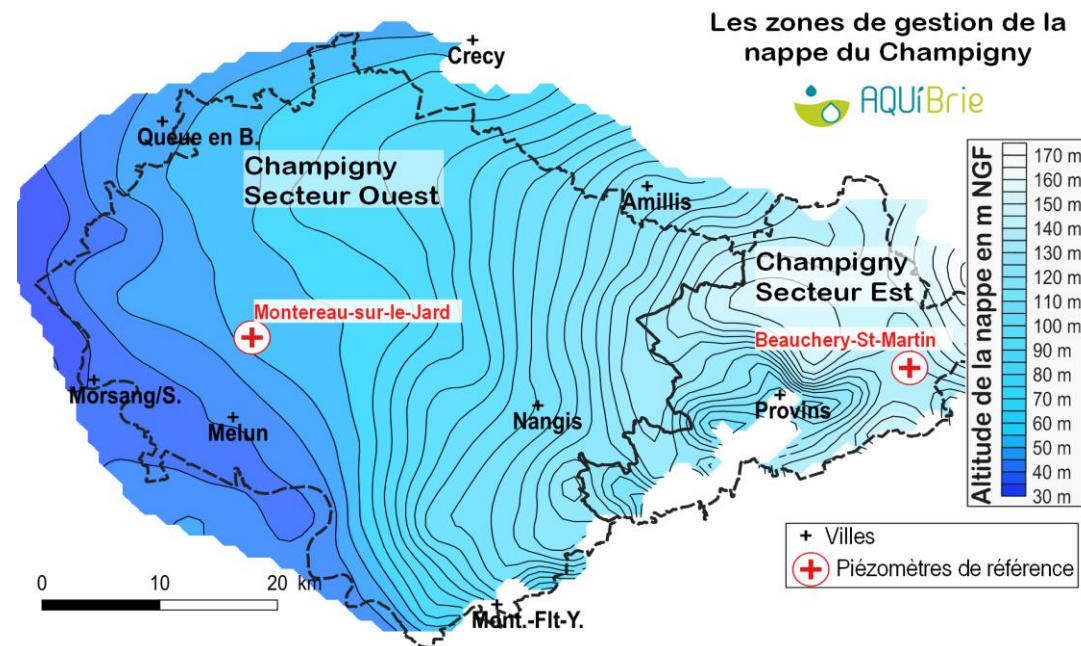 Les zones de gestion de la
nappe du Champigny
AQUíBrie
Crecy
Queue en B.
Champigny
Secteur Ouest
Amillis
Champigny
Secteur Est
Montereau-sur-le-Jard
Beauchery-St-Martin
Morsang/S.
Melun
Nangis
Provins
Mont.-Flt-Y.
0 10 20 km
Altitude de la nappe en m NGF
170 m
160 m
140 m
130 m
120 m
110 m
100 m
90 m
80 m
70 m
60 m
50 m
40 m
30 m
Villes
Piézomètres de référence